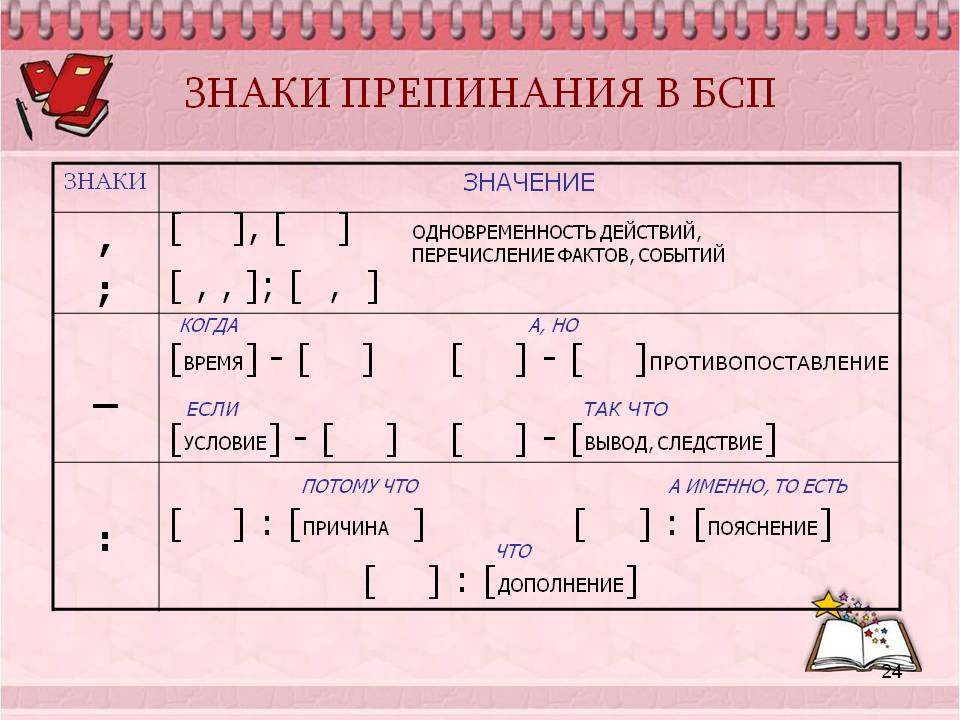 ЗНАКИ ПРЕПИНАНИЯ В БСП
ЗНАКИ ЗНАЧЕНИЕ
, [ ], [ ] ОДНОВРЕМЕННОСТЬ ДЕЙСТВИЙ,
ПЕРЕЧИСЛЕНИЕ ФАКТОВ, СОБЫТИЙ
; [ , , ]; [ , ]
КОГДА А, НО
[ВРЕМЯ] – [ ] [ ] – [ ]ПРОТИВОПОСТАВЛЕНИЕ
–
ЕСЛИ ТАК ЧТО
[УСЛОВИЕ] – [ ] [ ] – [ВЫВОД, СЛЕДСТВИЕ]
ПОТОМУ ЧТО А ИМЕННО, ТО ЕСТЬ
: [ ] : [ПРИЧИНА ] [ ] : [ПОЯСНЕНИЕ]
ЧТО
[ ] : [ДОПОЛНЕНИЕ]
24